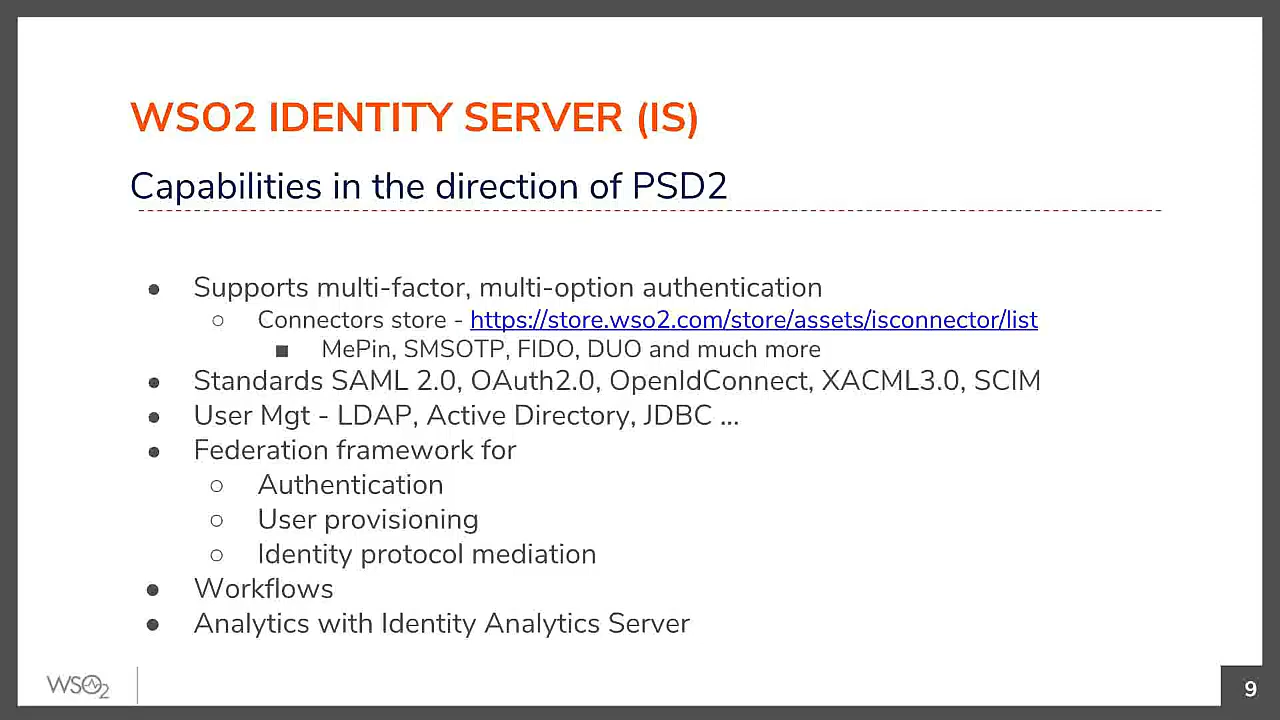 WSO2 IDENTITY SERVER (IS)
Capabilities in the direction of PSD2
● Supports multi-factor, multi-option authentication
○ Connectors store - https://store.wso2.com/store/assets/isconnector/list
■ MePin, SMSOTP, FIDO, DUO and much more
● Standards SAML 2.0, OAuth2.0, OpenIdConnect, XACML3.0, SCIM
● User Mgt - LDAP, Active Directory, JDBC ...
● Federation framework for
○ Authentication
○ User provisioning
○ Identity protocol mediation
● Workflows
● Analytics with Identity Analytics Server
WSO2
9